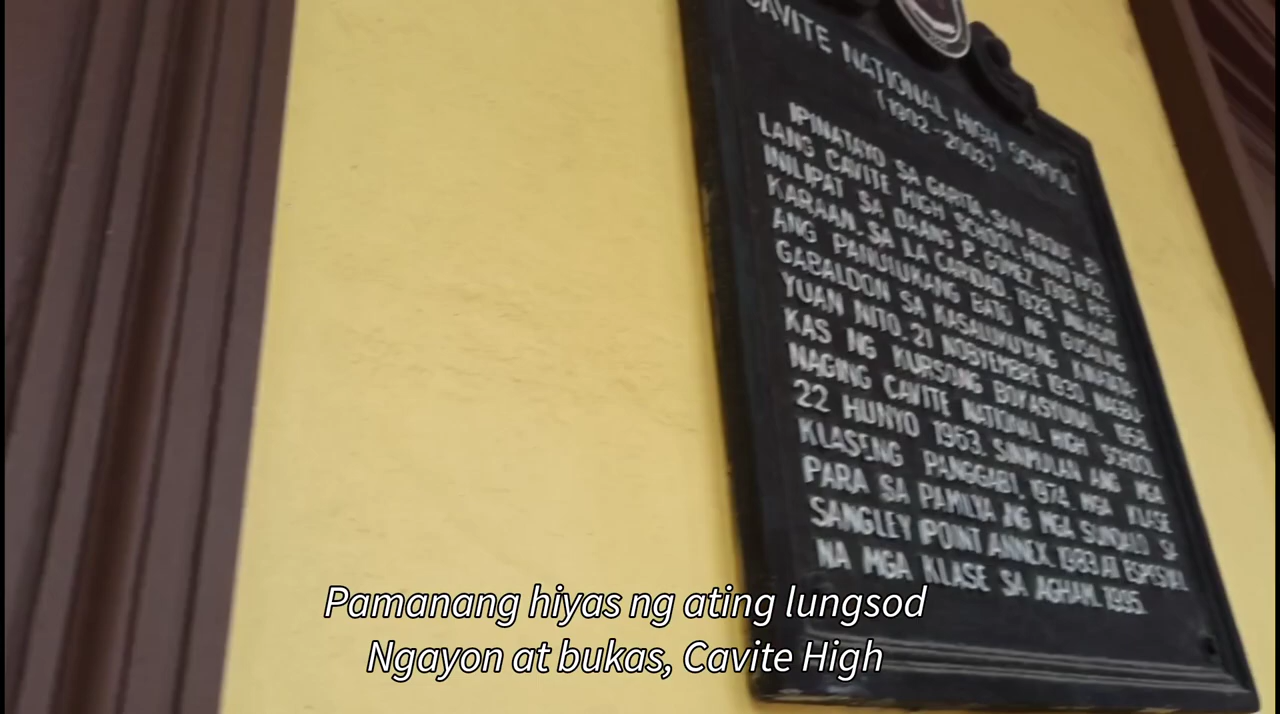 CAVITE NATIONAL HIGH SCHOOL
(1902-2002)
IPINATAYO SA GARITA, SAN ROQUE, BI-
LANG CAVITE HIGH SCHOOL, HUNYO 1902.
INILIPAT SA DAANG P. GOMEZ, 1908, PAG-
KARAAN, SA LA CARIDAD. 1929, INILAGAY
ANG PANULUKANG BATO NG GUSALING
GABALDON SA KASALUKUYANG KINATA-
YUAN NITO, 21 NOBYEMBRE 1930. NAGBU-
KAS NG KURSONG BOKASYUNAL, 1958.
NAGING CAVITE NATIONAL HIGH SCHOOL
22 HUNYO 1963. SINIMULAN ANG MGA
KLASENG PANGGABI, 1974, MGA KLASE
PARA SA PAMILYA NG MGA SUNDALO SA
SANGLEY POINT ANNEX, 1983 AT ESPESYAL
NA MGA KLASE SA AGHAM, 1995.
Pamanang hiyas ng ating lungsod
Ngayon at bukas, Cavite High